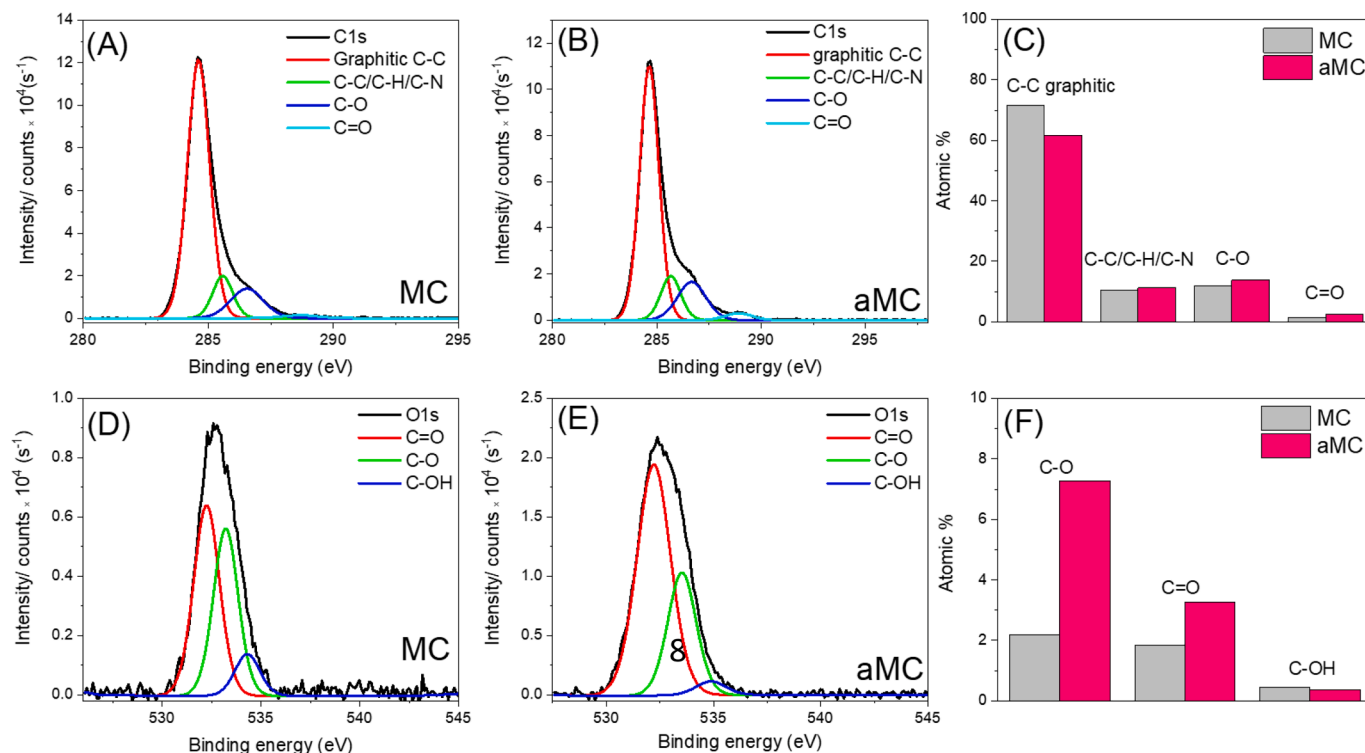 (A)
C1s
Graphitic C-C
C-C/C-H/C-N
C-O
C=O
MC
14
12
10
8
6
4
2
0
280
285
290
295
Intensity/ counts × 10⁴(s⁻¹)
Binding energy (eV)
(B)
C1s
graphitic C-C
C-C/C-H/C-N
C-O
C=O
aMC
12
10
8
6
4
2
0
280
285
290
295
Intensity/ counts × 10⁴(s⁻¹)
Binding energy (eV)
(C)
MC
aMC
C-C graphitic
C-C/C-H/C-N
C-O
C=O
100
80
60
40
20
0
Atomic %
(D)
O1s
C=O
C-O
C-OH
MC
1.0
0.8
0.6
0.4
0.2
0.0
530
535
540
545
Intensity/ counts × 10⁴ (s⁻¹)
Binding energy (eV)
(E)
O1s
C=O
C-O
C-OH
8
aMC
2.5
2.0
1.5
1.0
0.5
0.0
530
535
540
545
Intensity/ counts × 10⁴ (s⁻¹)
Binding energy (eV)
(F)
MC
aMC
C-O
C=O
C-OH
10
8
6
4
2
0
Atomic %